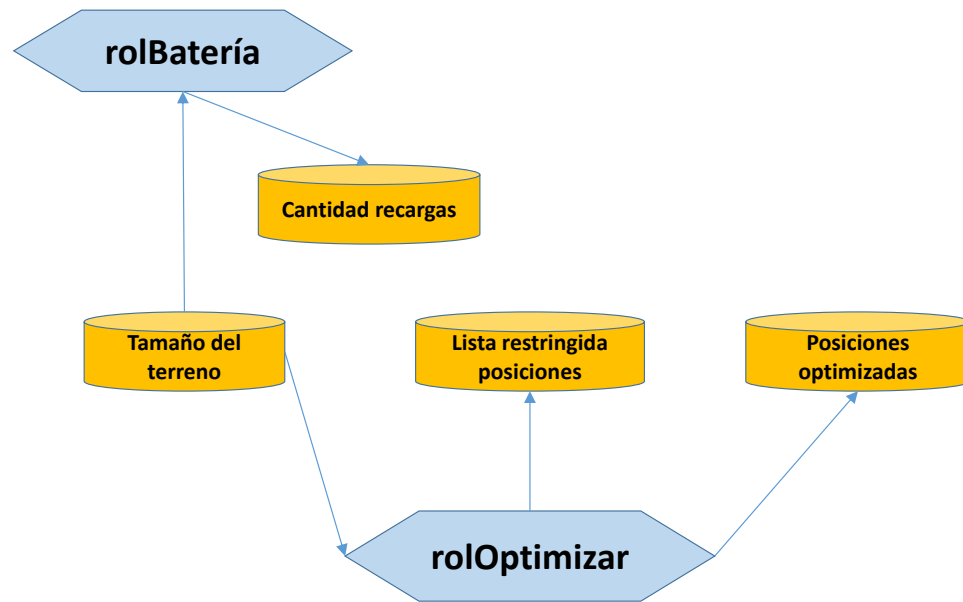 rolBatería
Cantidad recargas
Tamaño del
terreno
Lista restringida
posiciones
Posiciones
optimizadas
rolOptimizar